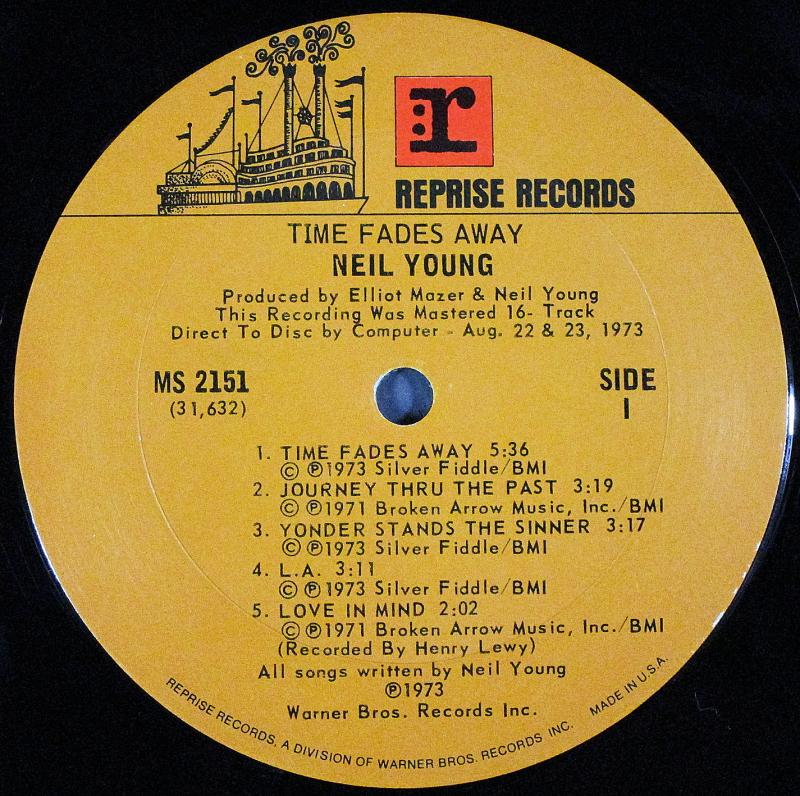 r
REPRISE RECORDS
TIME FADES AWAY
NEIL YOUNG
Produced by Elliot Mazer & Neil Young
This Recording Was Mastered 16- Track
Direct To Disc by Computer - Aug. 22 & 23, 1973
MS 2151
(31,632)
SIDE
1
1. TIME FADES AWAY 5:36
© ℗1973 Silver Fiddle/BMI
2. JOURNEY THRU THE PAST 3:19
© ℗1971 Broken Arrow Music, Inc./BMI
3. YONDER STANDS THE SINNER 3:17
© ℗1973 Silver Fiddle/BMI
4. L.A. 3:11
© ℗1973 Silver Fiddle/BMI
5. LOVE IN MIND 2:02
© ℗1971 Broken Arrow Music, Inc./BMI
(Recorded By Henry Lewy)
All songs written by Neil Young
℗1973
Warner Bros. Records Inc.
REPRISE RECORDS, A DIVISION OF WARNER BROS. RECORDS INC. MADE IN U.S.A.